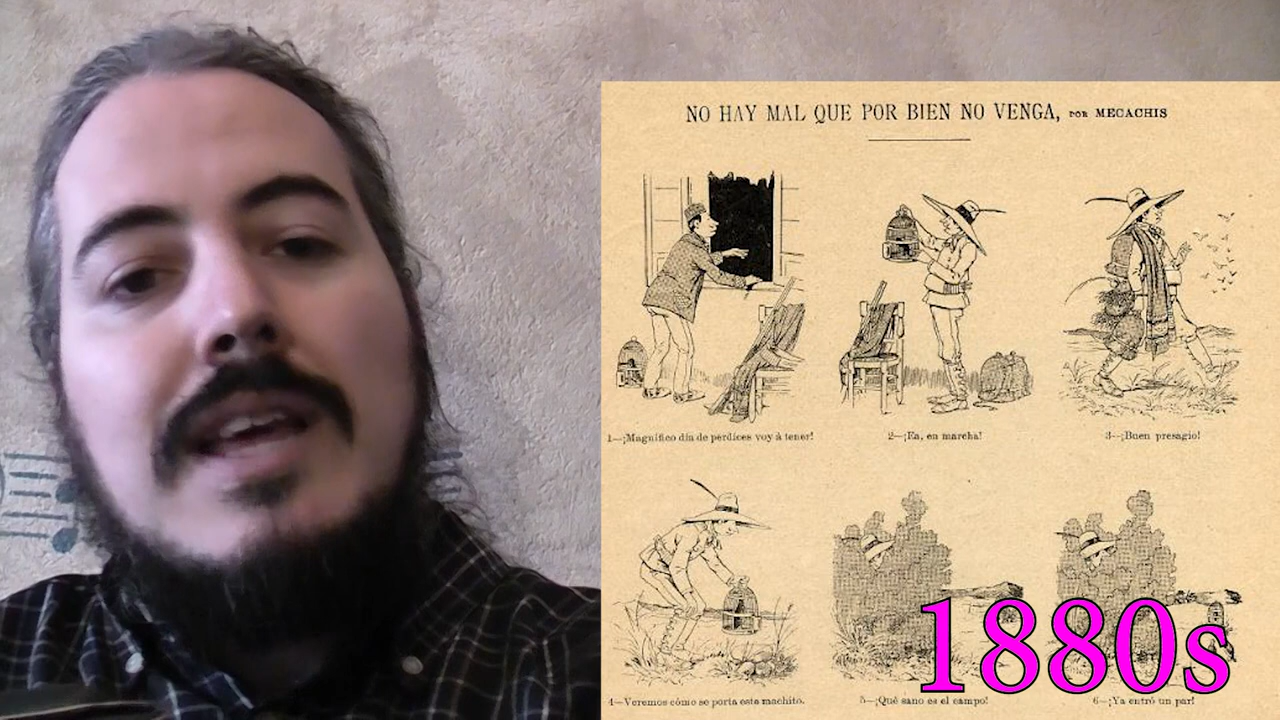 NO HAY MAL QUE POR BIEN NO VENGA, POR MECACHIS
1—¡Magnífico día de perdices voy á tener!
2—¡Ea, en marcha!
3—¡Buen presagio!
4—Veremos cómo se porta este machito.
5—¡Qué sano es el campo!
6—¡Ya entró un par!
1880s